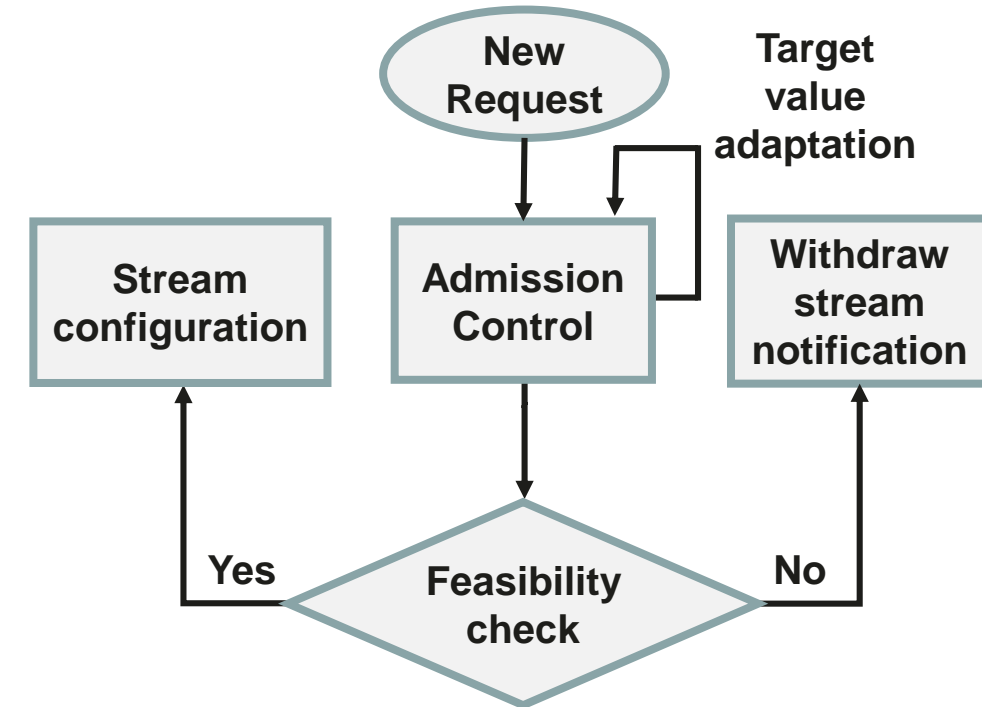 New
Request
Target
value
adaptation
Stream
configuration
Admission
Control
Withdraw
stream
notification
Yes
Feasibility
check
No